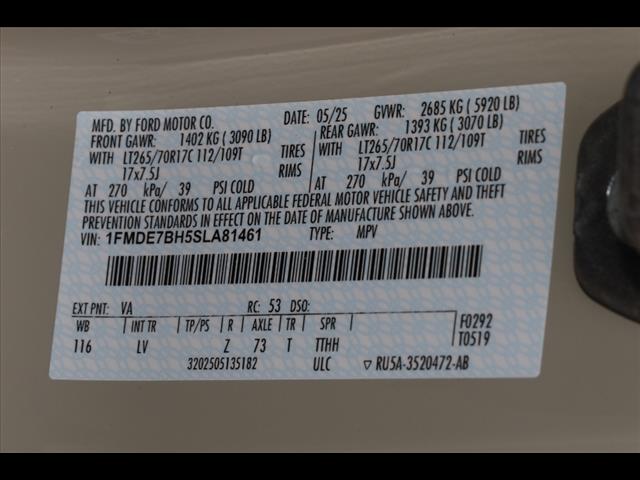 MFD. BY FORD MOTOR CO.
DATE: 05/25 GVWR: 2685 KG ( 5920 LB)
FRONT GAWR: 1402 KG ( 3090 LB)
REAR GAWR: 1393 KG ( 3070 LB)
WITH LT265/70R17C 112/109T TIRES
WITH LT265/70R17C 112/109T TIRES
17x7.5J RIMS
17x7.5J RIMS
AT 270 kPa/ 39 PSI COLD
AT 270 kPa/ 39 PSI COLD
THIS VEHICLE CONFORMS TO ALL APPLICABLE FEDERAL MOTOR VEHICLE SAFETY AND THEFT
PREVENTION STANDARDS IN EFFECT ON THE DATE OF MANUFACTURE SHOWN ABOVE.
VIN: 1FMDE7BH5SLA81461 TYPE: MPV
EXT PNT: VA RC: 53 DSO:
WB INT TR TP/PS R AXLE TR SPR F0292
116 LV Z 73 T TTHH T0519
3202505135182 ULC ▽ RU5A-3520472-AB